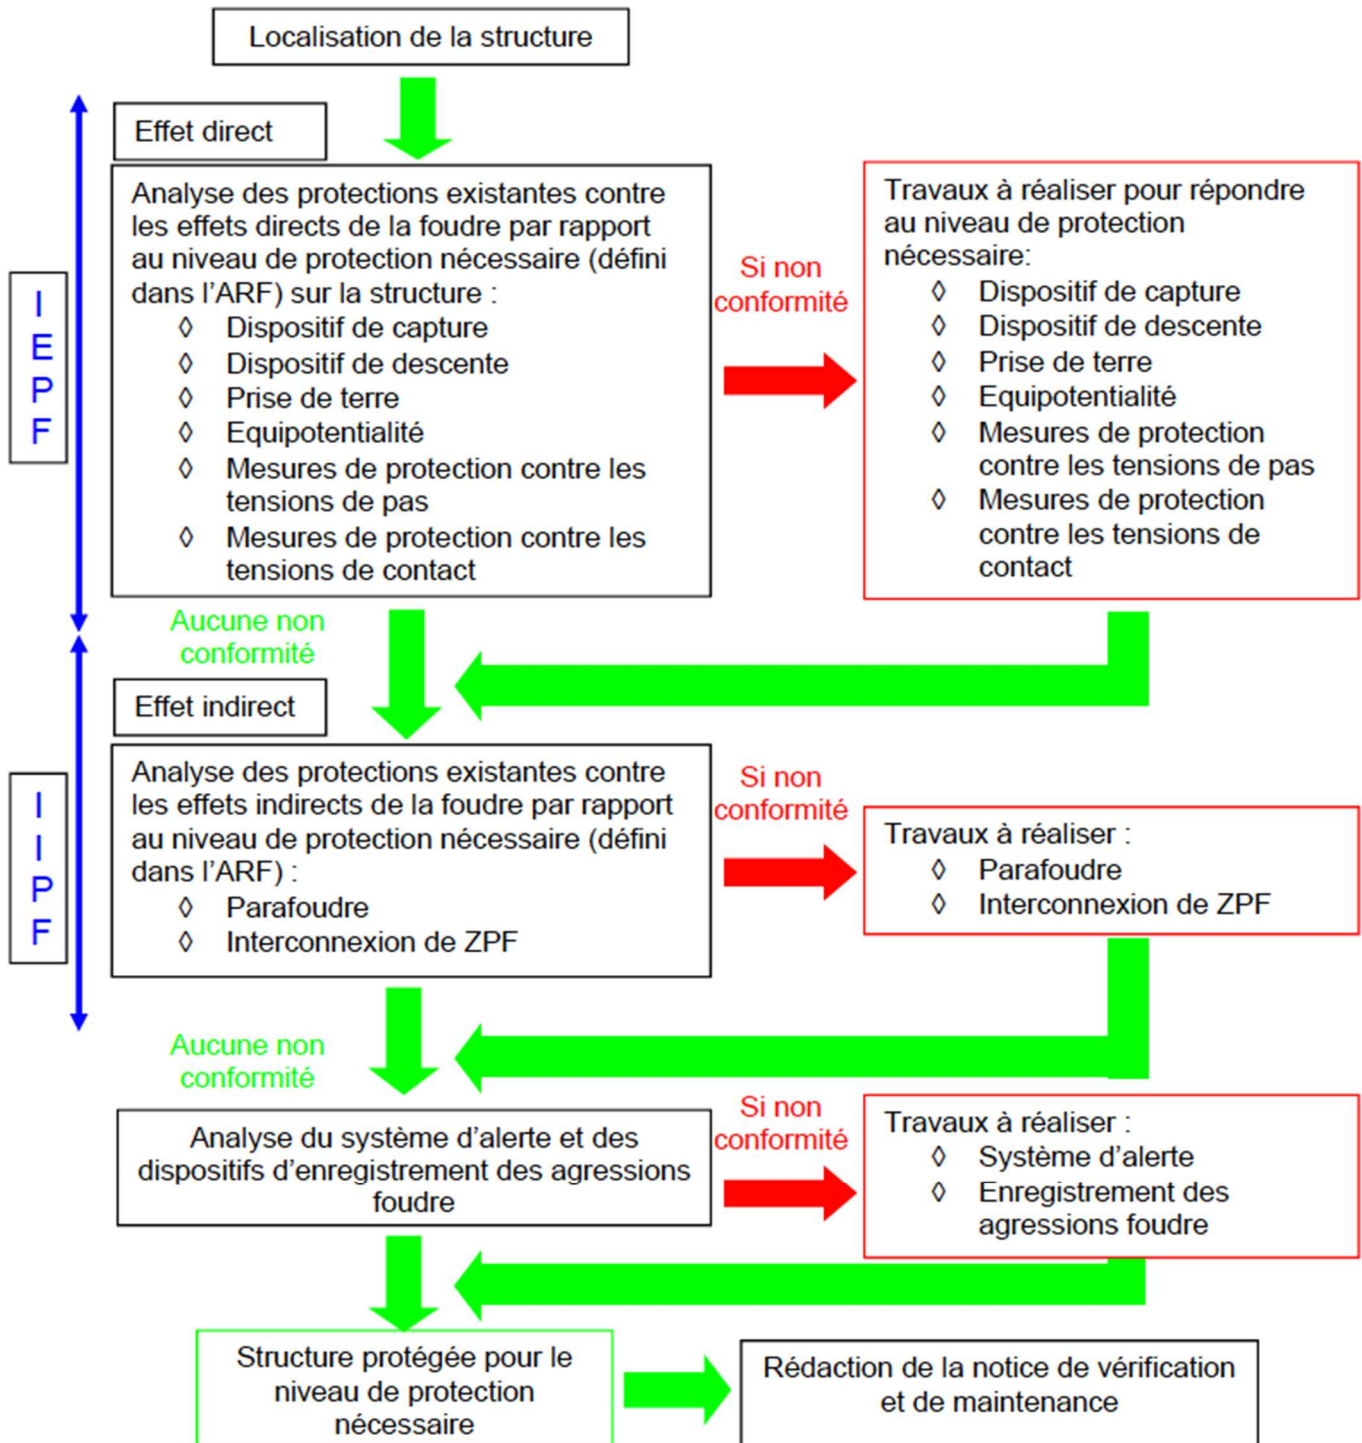 Localisation de la structure
Effet direct
Analyse des protections existantes contre
les effets directs de la foudre par rapport
au niveau de protection nécessaire (défini
dans l'ARF) sur la structure :
◊ Dispositif de capture
◊ Dispositif de descente
◊ Prise de terre
◊ Equipotentialité
◊ Mesures de protection contre les
tensions de pas
◊ Mesures de protection contre les
tensions de contact
Si non
conformité
Travaux à réaliser pour répondre
au niveau de protection
nécessaire:
◊ Dispositif de capture
◊ Dispositif de descente
◊ Prise de terre
◊ Equipotentialité
◊ Mesures de protection
contre les tensions de pas
◊ Mesures de protection
contre les tensions de
contact
I
E
P
F
Aucune non
conformité
Effet indirect
Analyse des protections existantes contre
les effets indirects de la foudre par rapport
au niveau de protection nécessaire (défini
dans l'ARF) :
◊ Parafoudre
◊ Interconnexion de ZPF
Si non
conformité
Travaux à réaliser :
◊ Parafoudre
◊ Interconnexion de ZPF
I
I
P
F
Aucune non
conformité
Analyse du système d'alerte et des
dispositifs d'enregistrement des agressions
foudre
Si non
conformité
Travaux à réaliser :
◊ Système d'alerte
◊ Enregistrement des
agressions foudre
Structure protégée pour le
niveau de protection
nécessaire
Rédaction de la notice de vérification
et de maintenance